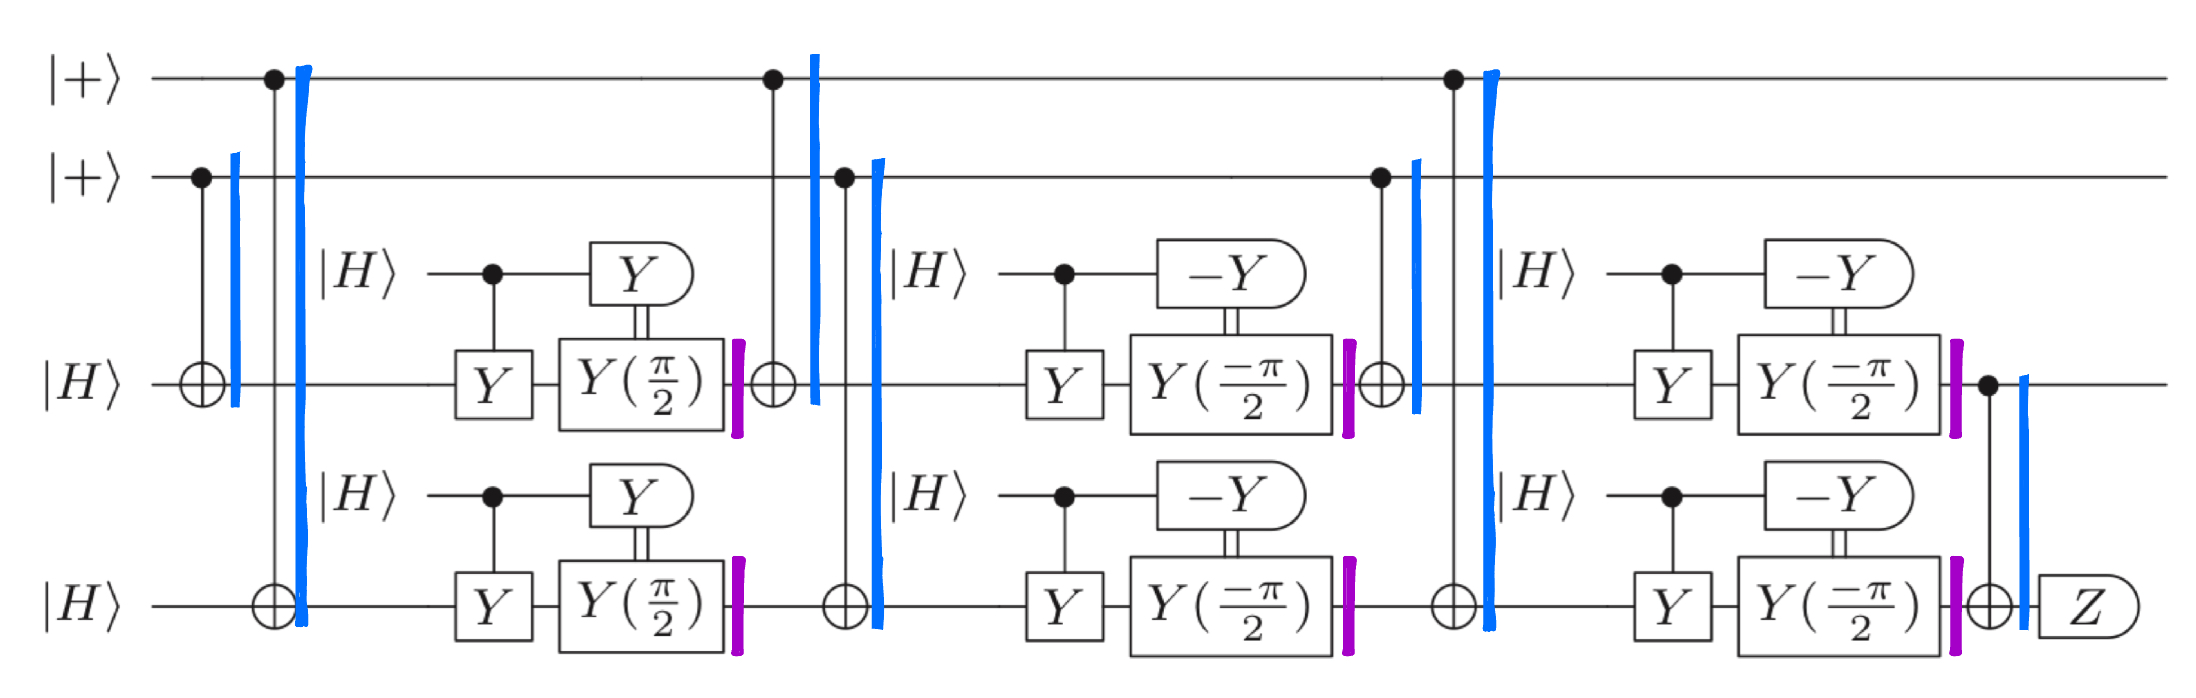 |+⟩
|+⟩
|H⟩ Y |H⟩ −Y |H⟩ −Y
|H⟩ Y Y(π/2) Y Y(−π/2) Y Y(−π/2)
|H⟩ Y |H⟩ −Y |H⟩ −Y
|H⟩ Y Y(π/2) Y Y(−π/2) Y Y(−π/2) Z